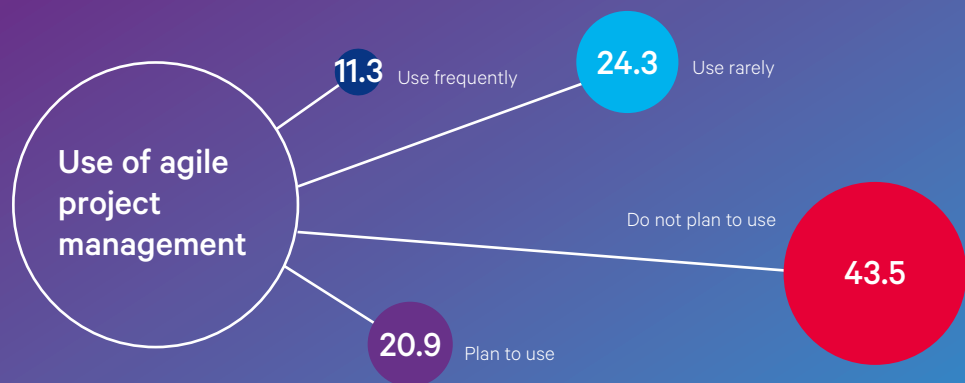 Use of agile
project
management
11.3 Use frequently
24.3 Use rarely
Do not plan to use
43.5
20.9 Plan to use